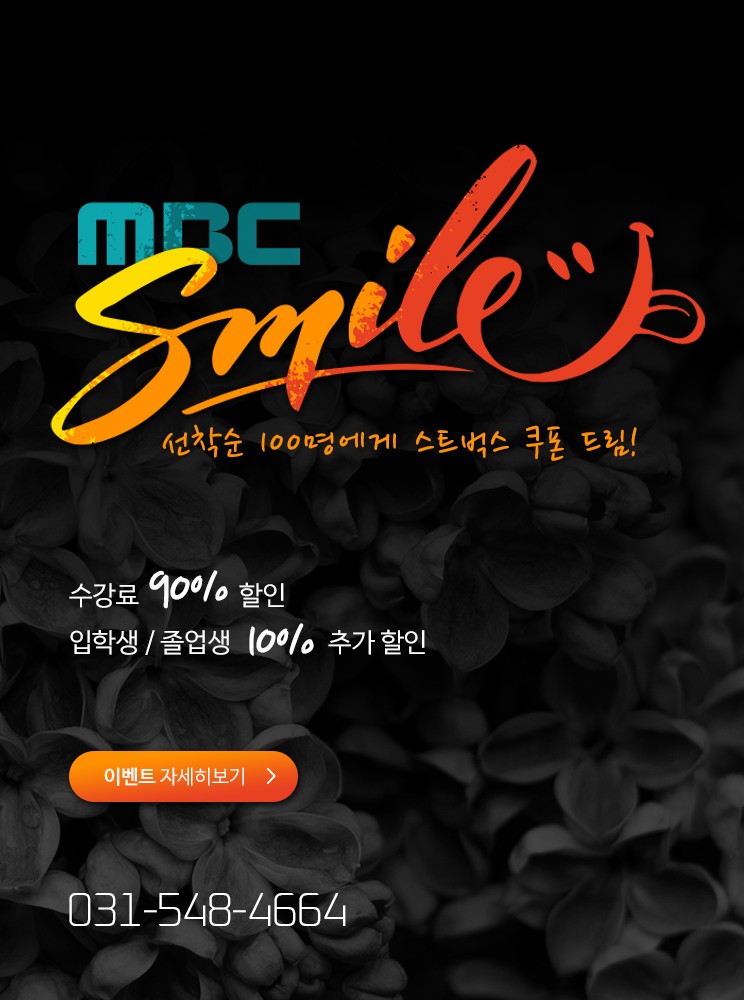 MBC
Smile
선착순 100명에게 스트벅스 쿠폰 드림!
수강료 90% 할인
입학생 / 졸업생 10% 추가 할인
이벤트 자세히보기 >
031-548-4664